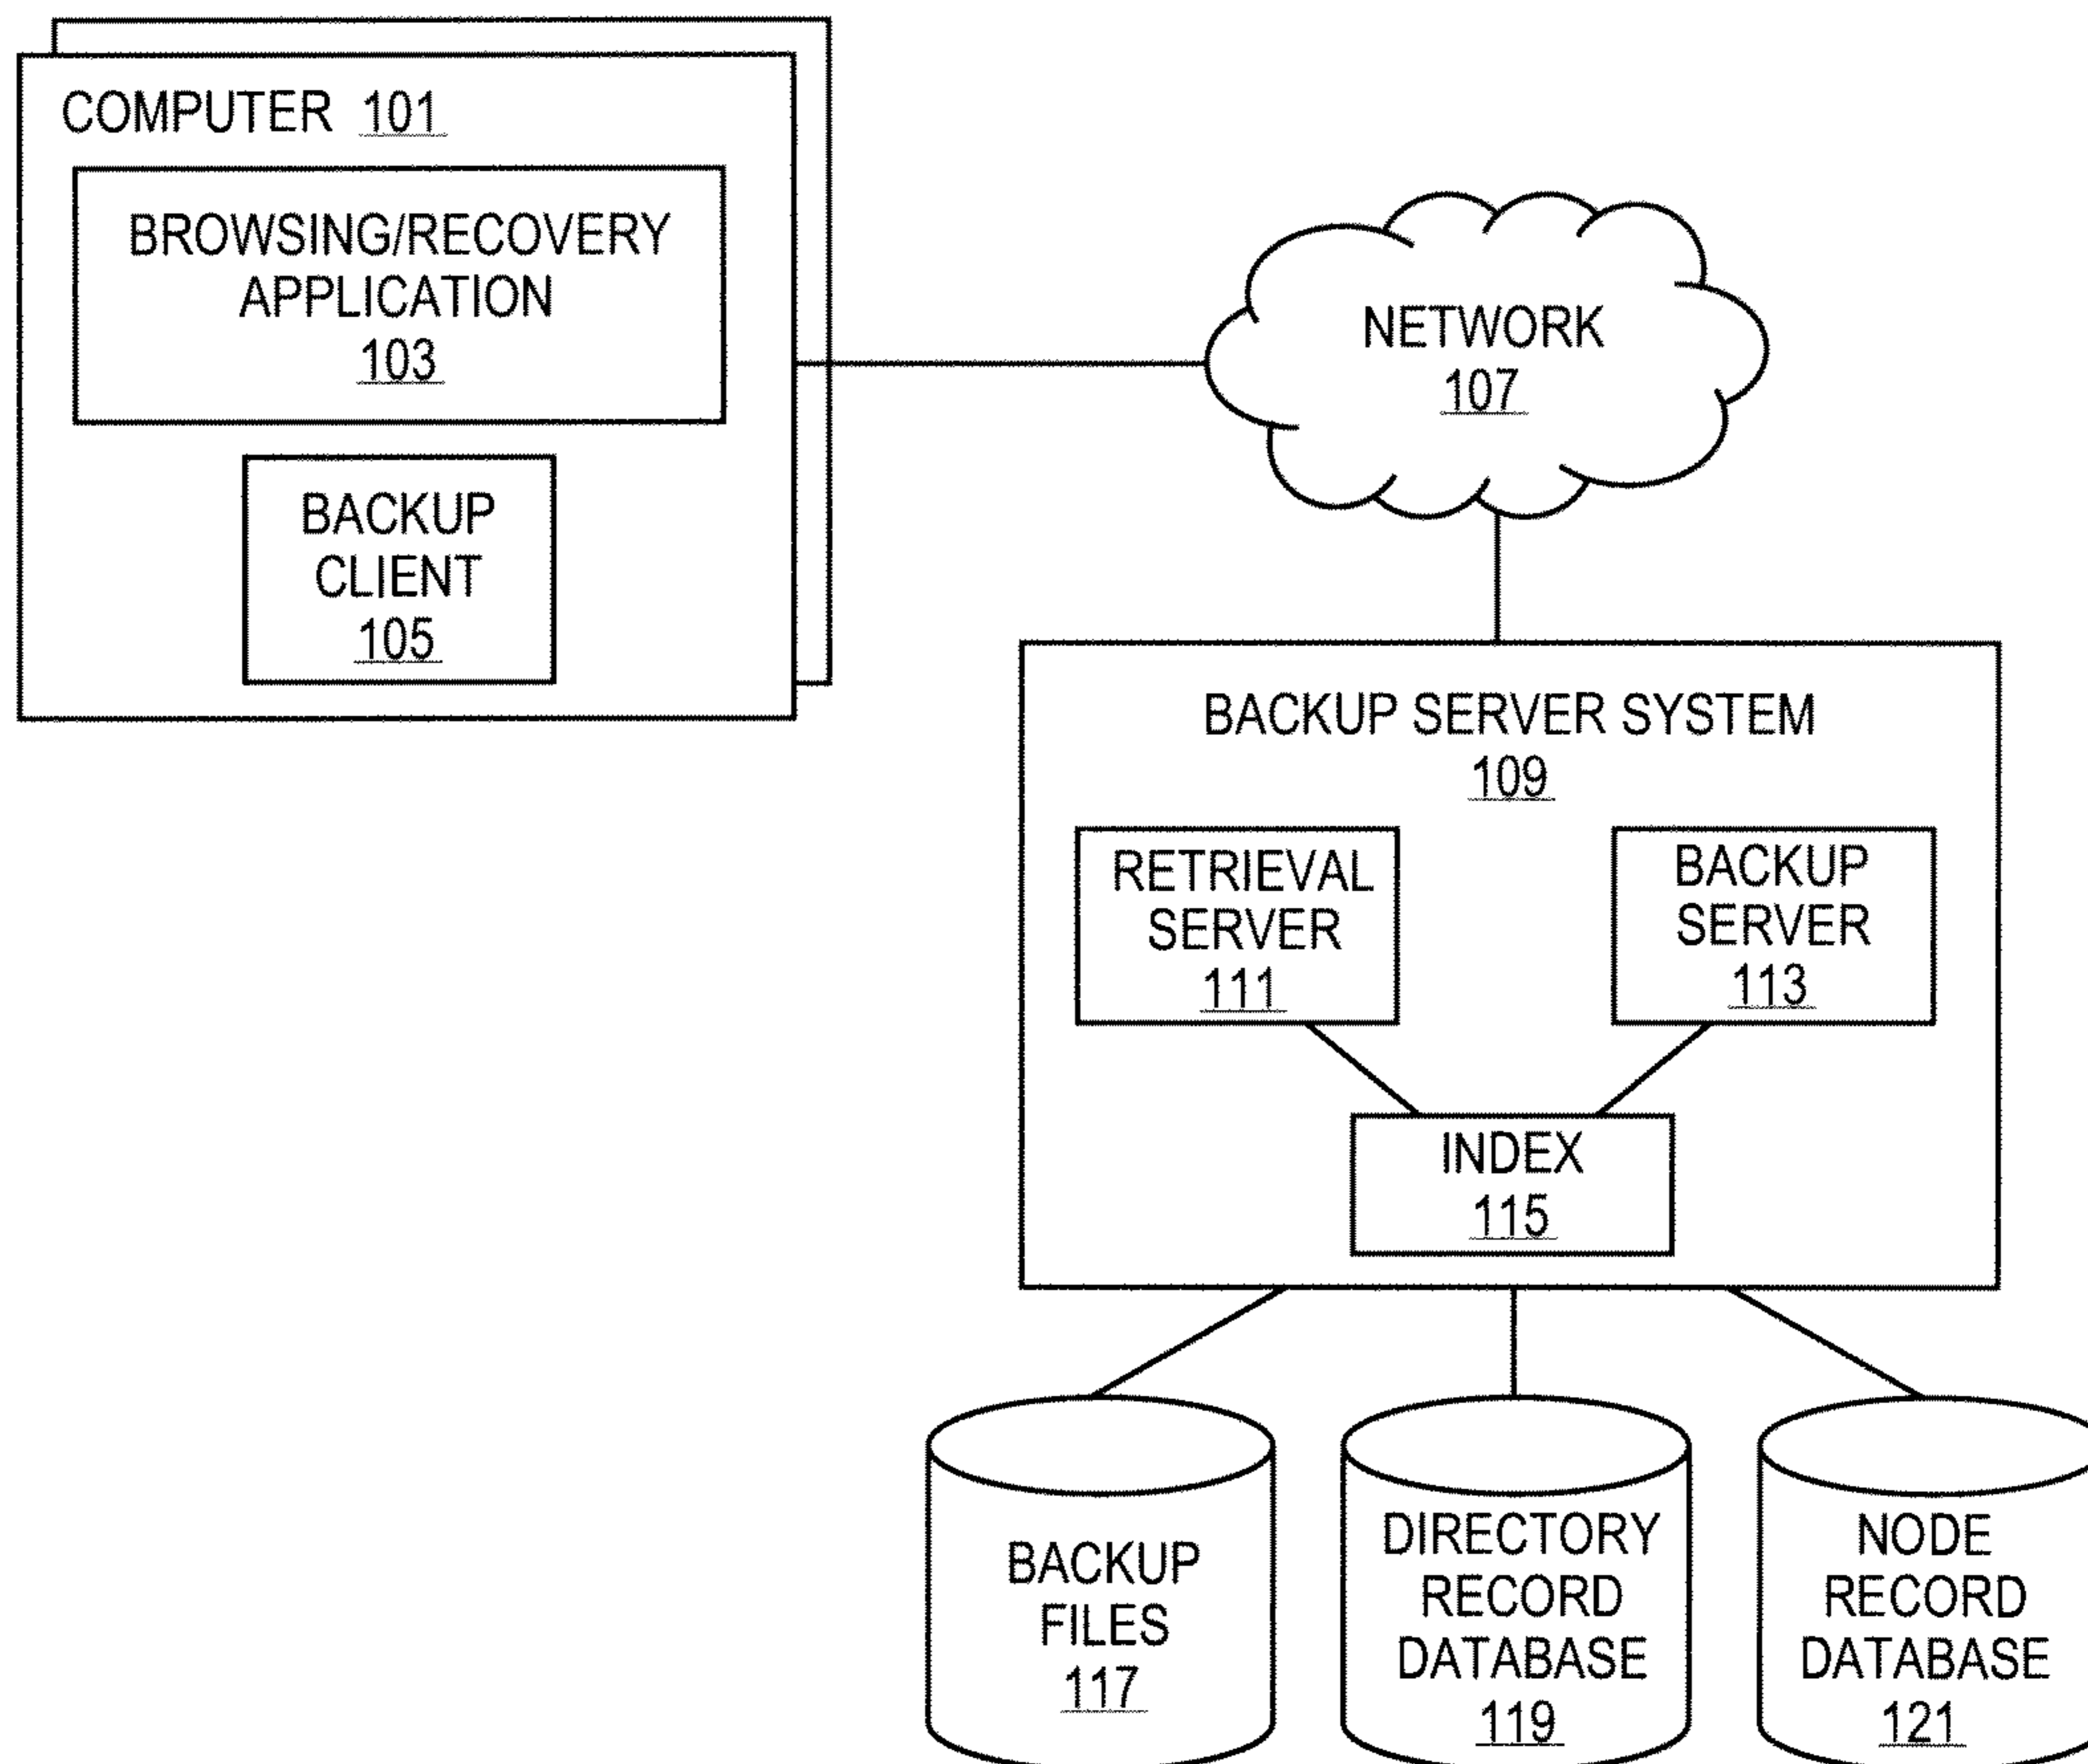 COMPUTER 101
BROWSING/RECOVERY
APPLICATION
103
BACKUP
CLIENT
105
NETWORK
107
BACKUP SERVER SYSTEM
109
RETRIEVAL
SERVER
111
BACKUP
SERVER
113
INDEX
115
BACKUP
FILES
117
DIRECTORY
RECORD
DATABASE
119
NODE
RECORD
DATABASE
121